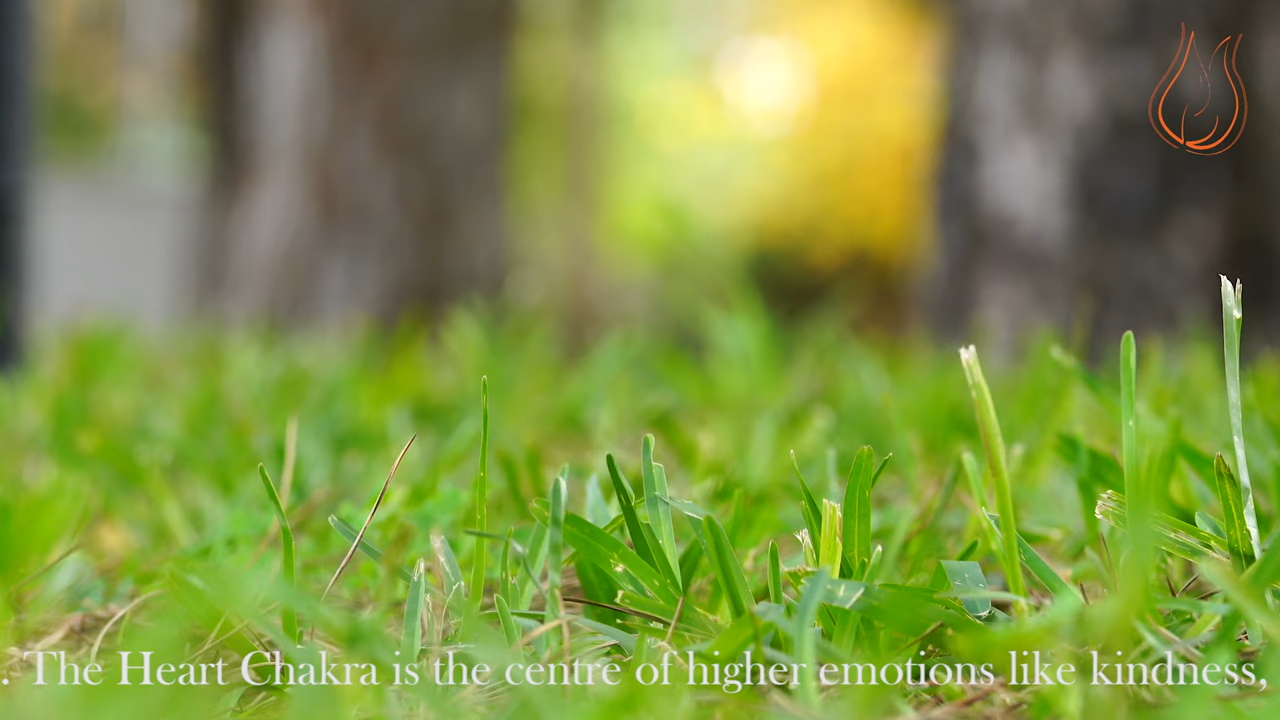 . The Heart Chakra is the centre of higher emotions like kindness,